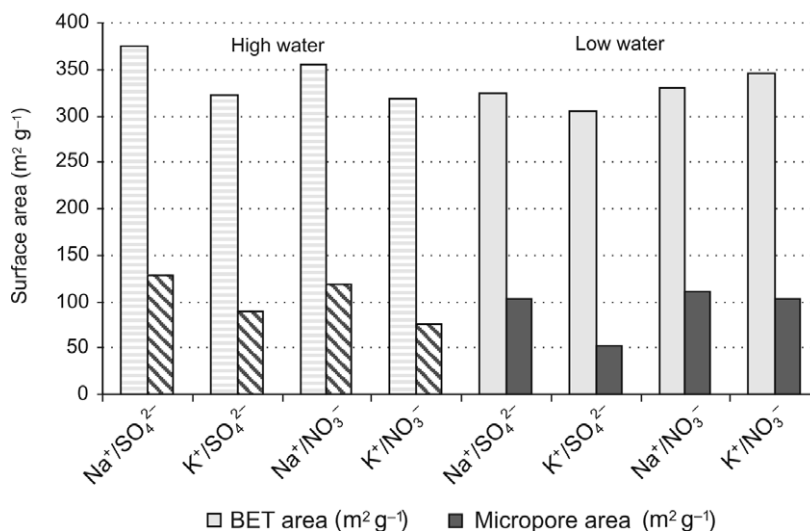 400
350
300
250
200
150
100
50
0
Surface area (m² g⁻¹)
High water
Low water
Na⁺/SO₄²⁻
K⁺/SO₄²⁻
Na⁺/NO₃⁻
K⁺/NO₃⁻
Na⁺/SO₄²⁻
K⁺/SO₄²⁻
Na⁺/NO₃⁻
K⁺/NO₃⁻
BET area (m² g⁻¹)
Micropore area (m² g⁻¹)